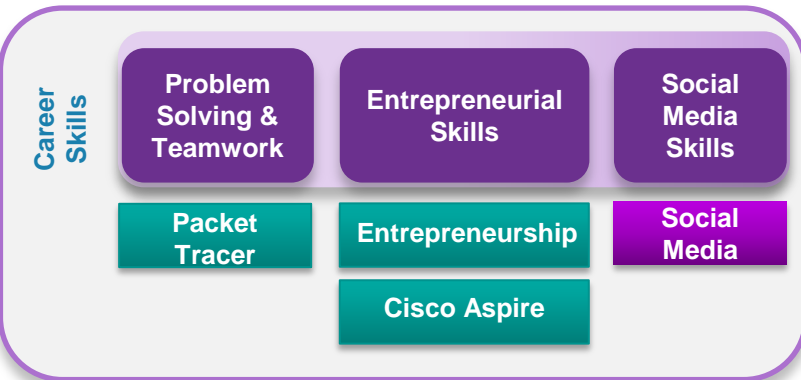 Career
Skills
Problem
Solving &
Teamwork
Entrepreneurial
Skills
Social
Media
Skills
Packet
Tracer
Entrepreneurship
Social
Media
Cisco Aspire